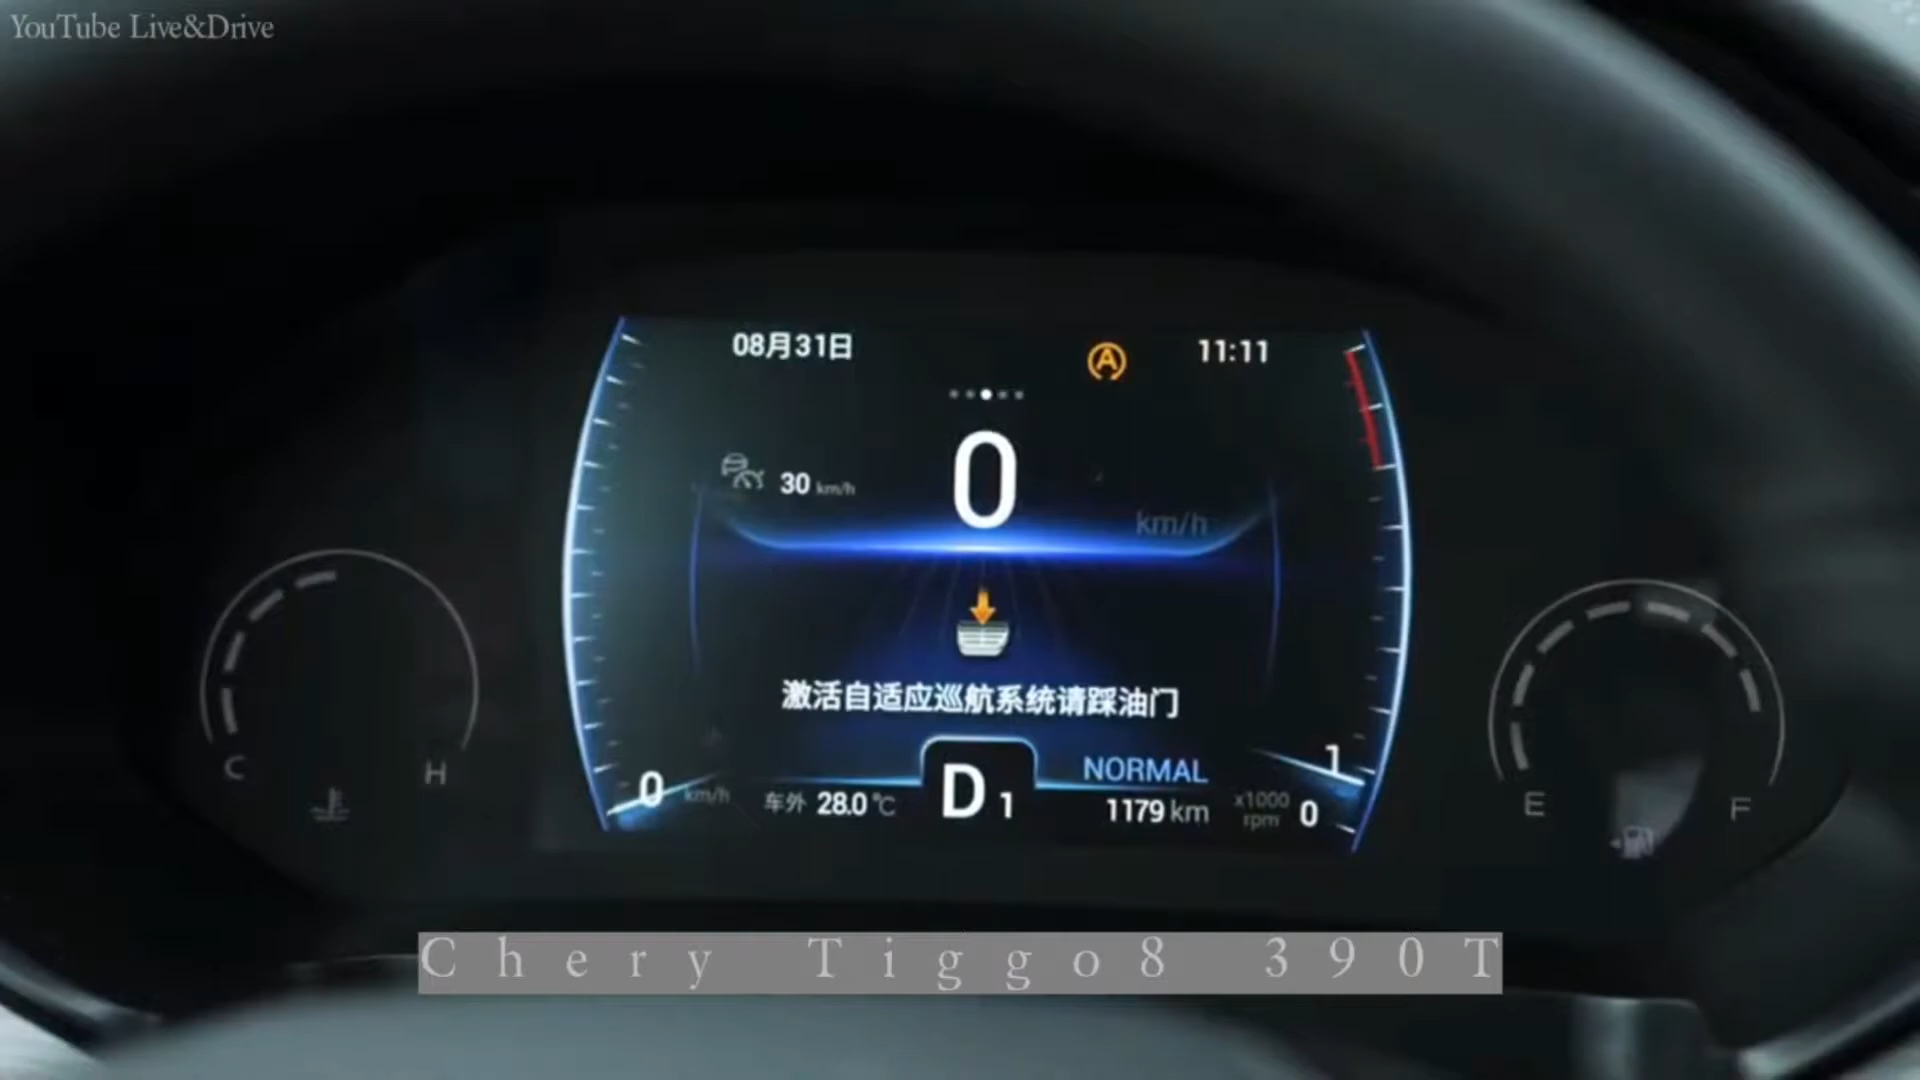 YouTube Live&Drive
08月31日
A
11:11
30 km/h
0
km/h
激活自适应巡航系统请踩油门
C
H
0 km/h
车外 28.0 ℃
D 1
NORMAL
1179 km
x1000
rpm
0
1
E
F
Chery Tiggo8 390T